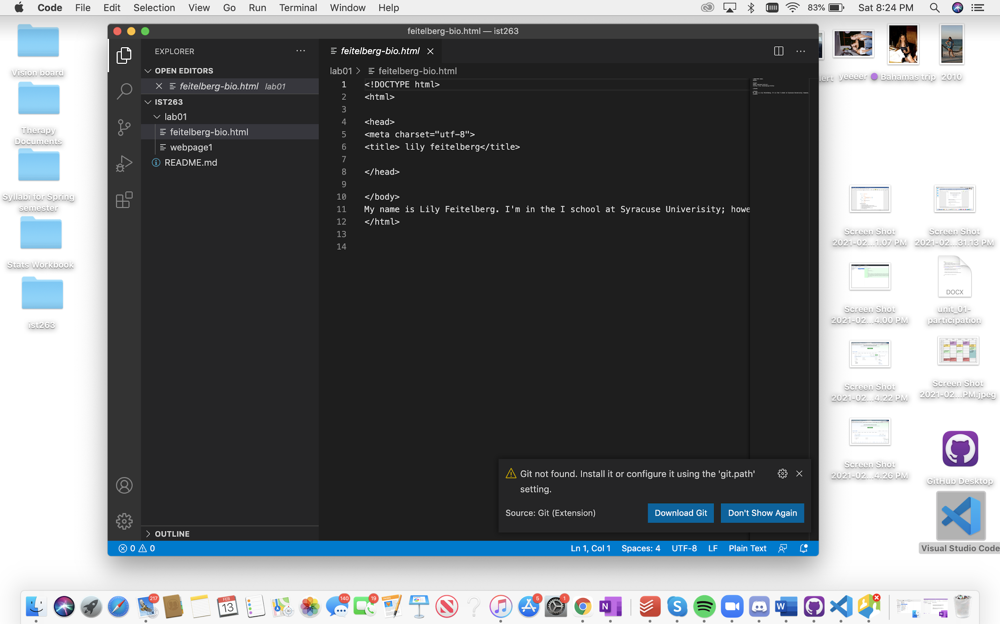 Code File Edit Selection View Go Run Terminal Window Help 83% Sat 8:24 PM
feitelberg-bio.html — ist263
EXPLORER
OPEN EDITORS
feitelberg-bio.html lab01
IST263
lab01
feitelberg-bio.html
webpage1
README.md
OUTLINE
feitelberg-bio.html
lab01 > feitelberg-bio.html
1 <!DOCTYPE html>
2 <html>
3
4 <head>
5 <meta charset="utf-8">
6 <title> lily feitelberg</title>
7
8 </head>
9
10 </body>
11 My name is Lily Feitelberg. I'm in the I school at Syracuse Univerisity; howe
12 </html>
13
14
Git not found. Install it or configure it using the 'git.path'
setting.
Source: Git (Extension) Download Git Don't Show Again
0 0 Ln 1, Col 1 Spaces: 4 UTF-8 LF Plain Text
Vision board
Therapy
Documents
Syllabi for Spring
semester
Stats Workbook
ist263
lert yeeeer Bahamas trip 2010
Screen Shot
2021-02...1.07 PM
Screen Shot
2021-02...31.13 PM
Screen Shot
2021-02...4.00 PM
DOCX
unit_01-
participation
Screen Shot
2021-02...4.22 PM
Screen Shot
2021-02...PM.jpeg
Screen Shot
2021-02...4.26 PM
GitHub Desktop
Visual Studio Code
217 FEB 13 3D 140 19 PAGES 5 1 N S W